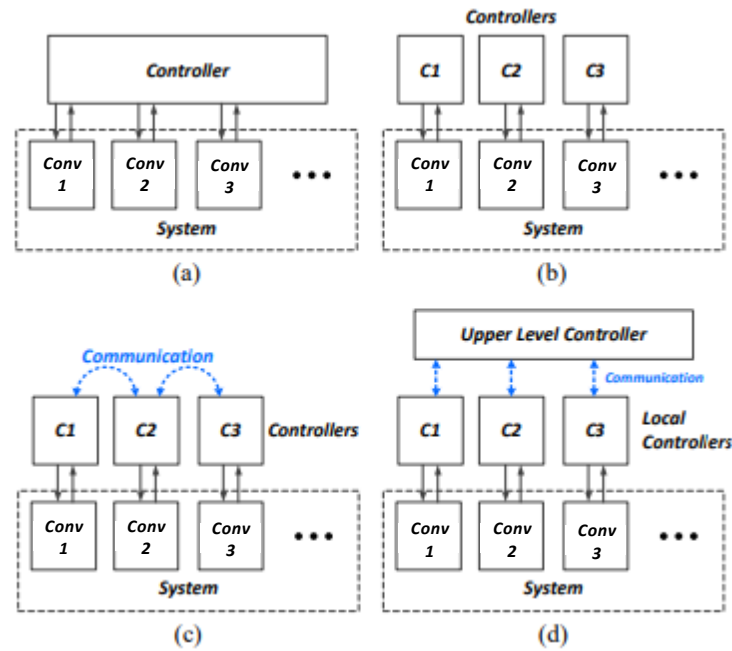 Controller
Conv 1
Conv 2
Conv 3
System
(a)
Controllers
C1
C2
C3
Conv 1
Conv 2
Conv 3
System
(b)
Communication
C1
C2
C3
Controllers
Conv 1
Conv 2
Conv 3
System
(c)
Upper Level Controller
Communication
C1
C2
C3
Local
Controllers
Conv 1
Conv 2
Conv 3
System
(d)